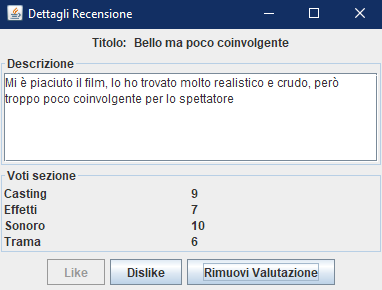 Dettagli Recensione
Titolo: Bello ma poco coinvolgente
Descrizione
Mi è piaciuto il film, lo ho trovato molto realistico e crudo, però
troppo poco coinvolgente per lo spettatore
Voti sezione
Casting 9
Effetti 7
Sonoro 10
Trama 6
Like Dislike Rimuovi Valutazione